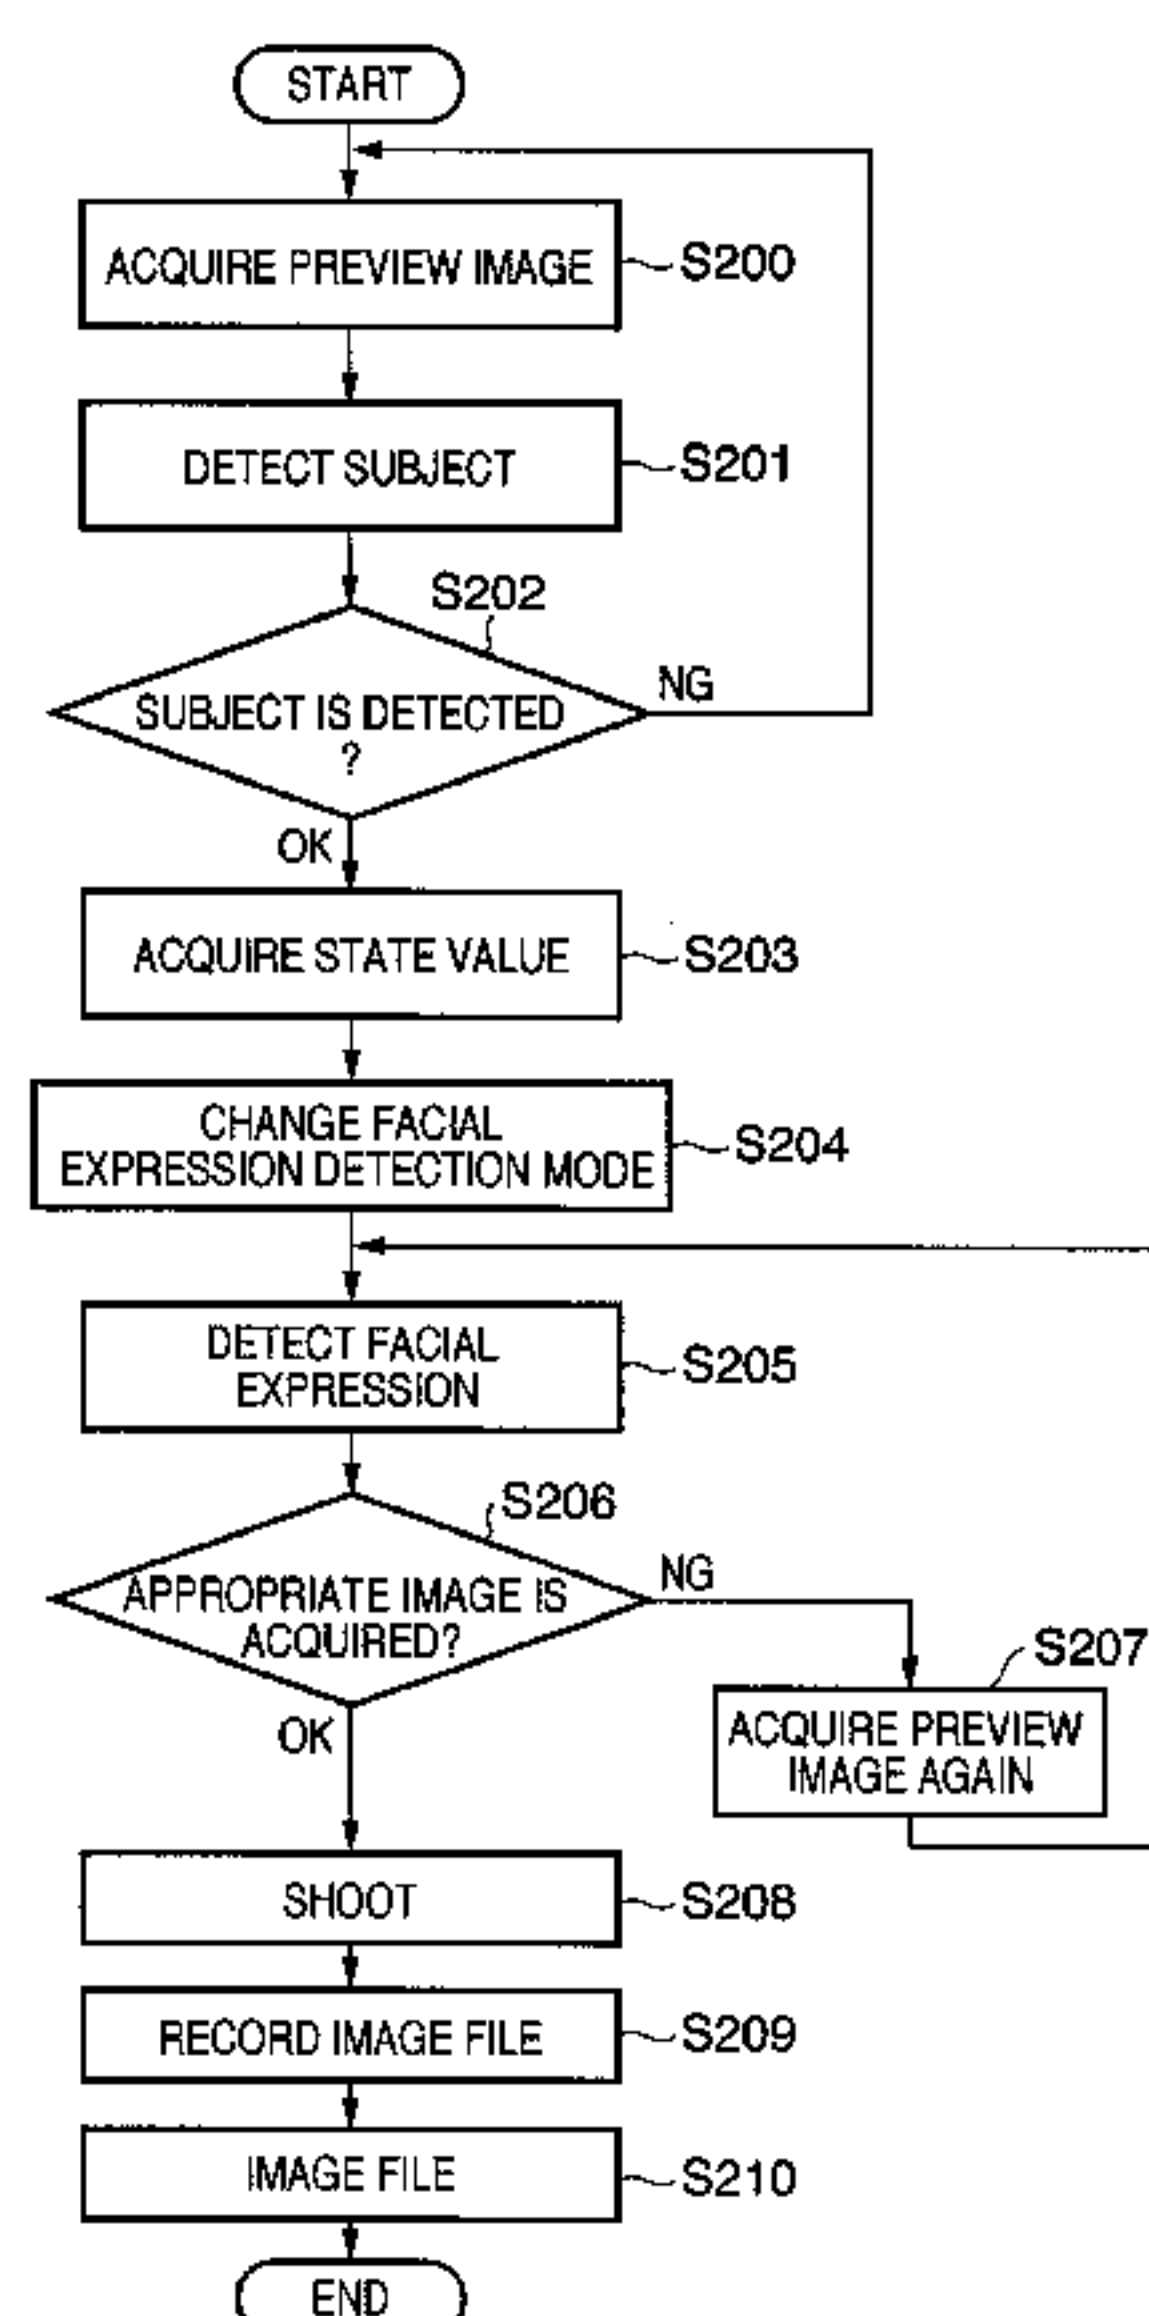 START
ACQUIRE PREVIEW IMAGE
S200
DETECT SUBJECT
S201
S202
SUBJECT IS DETECTED
?
NG
OK
ACQUIRE STATE VALUE
S203
CHANGE FACIAL
EXPRESSION DETECTION MODE
S204
DETECT FACIAL
EXPRESSION
S205
S206
APPROPRIATE IMAGE IS
ACQUIRED?
NG
S207
ACQUIRE PREVIEW
IMAGE AGAIN
OK
SHOOT
S208
RECORD IMAGE FILE
S209
IMAGE FILE
S210
END